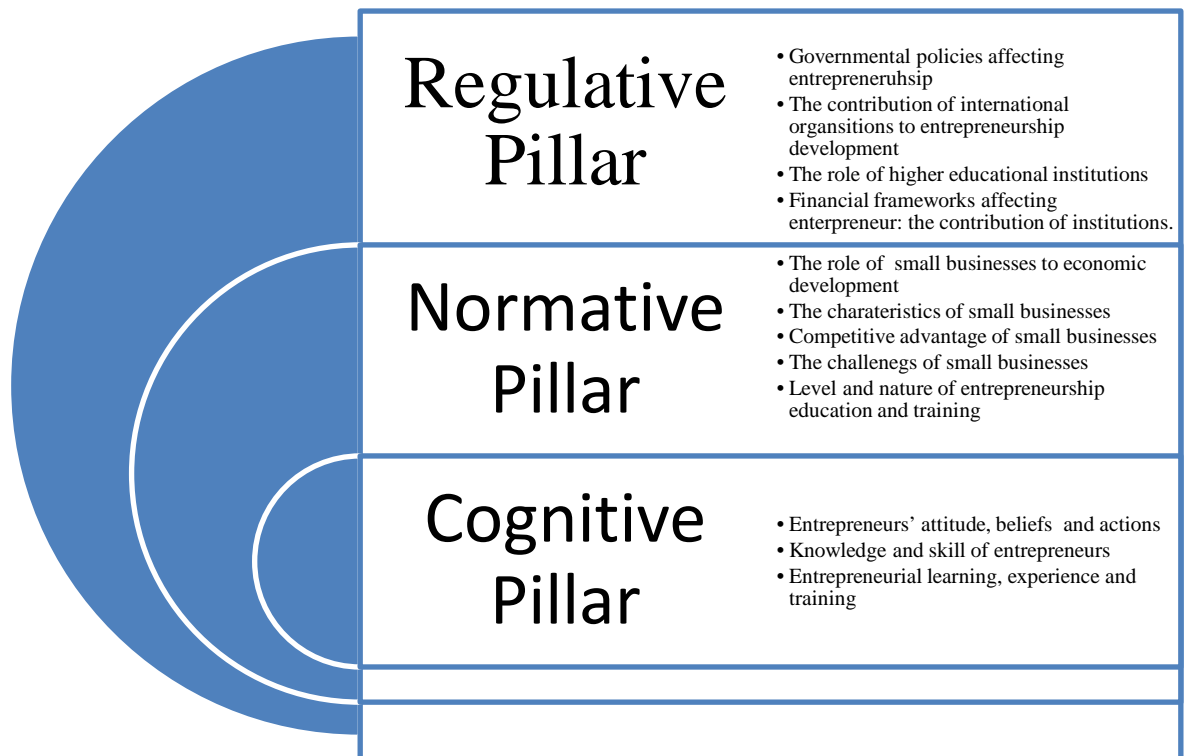 Regulative
Pillar
• Governmental policies affecting
entrepreneruhsip
• The contribution of international
organsitions to entrepreneurship
development
• The role of higher educational institutions
• Financial frameworks affecting
enterpreneur: the contribution of institutions.
Normative
Pillar
• The role of  small businesses to economic
development
• The charateristics of small businesses
• Competitive advantage of small businesses
• The challenegs of small businesses
• Level and nature of entrepreneurship
education and training
Cognitive
Pillar
• Entrepreneurs’ attitude, beliefs  and actions
• Knowledge and skill of entrepreneurs
• Entrepreneurial learning, experience and
training